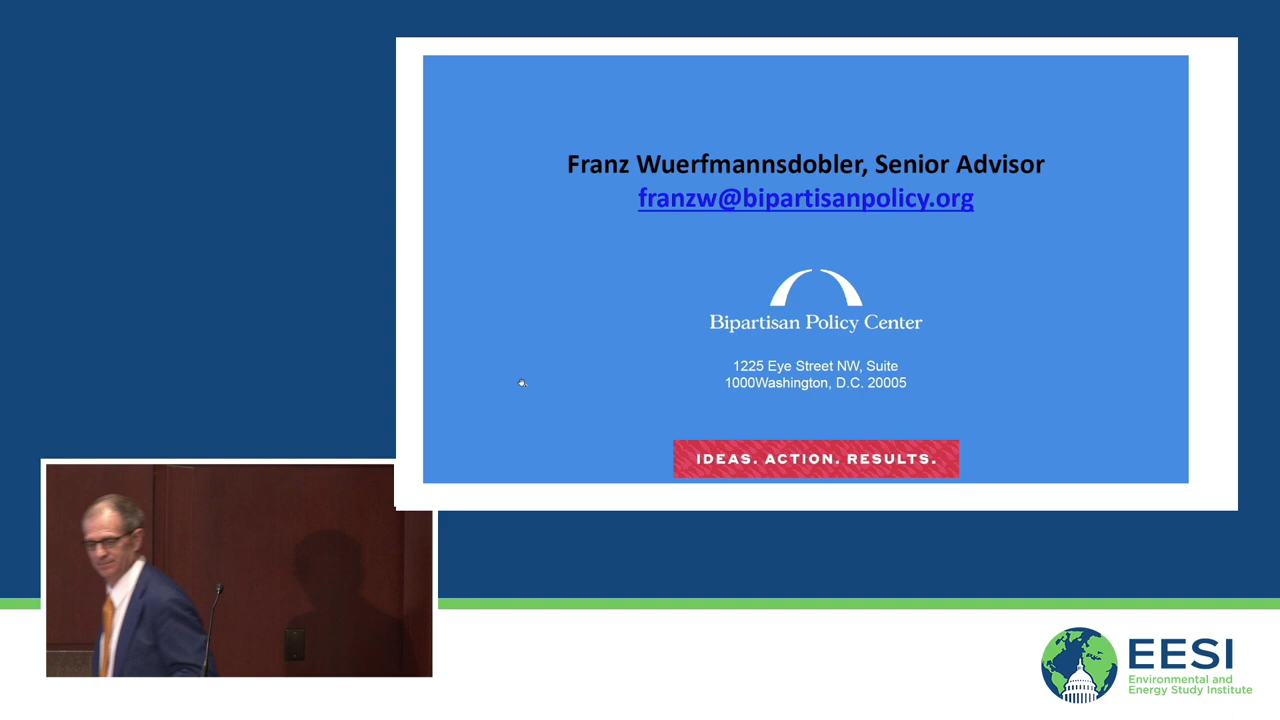 Franz Wuerfmannsdobler, Senior Advisor
franzw@bipartisanpolicy.org
Bipartisan Policy Center
1225 Eye Street NW, Suite
1000Washington, D.C. 20005
IDEAS. ACTION. RESULTS.
EESI
Environmental and
Energy Study Institute